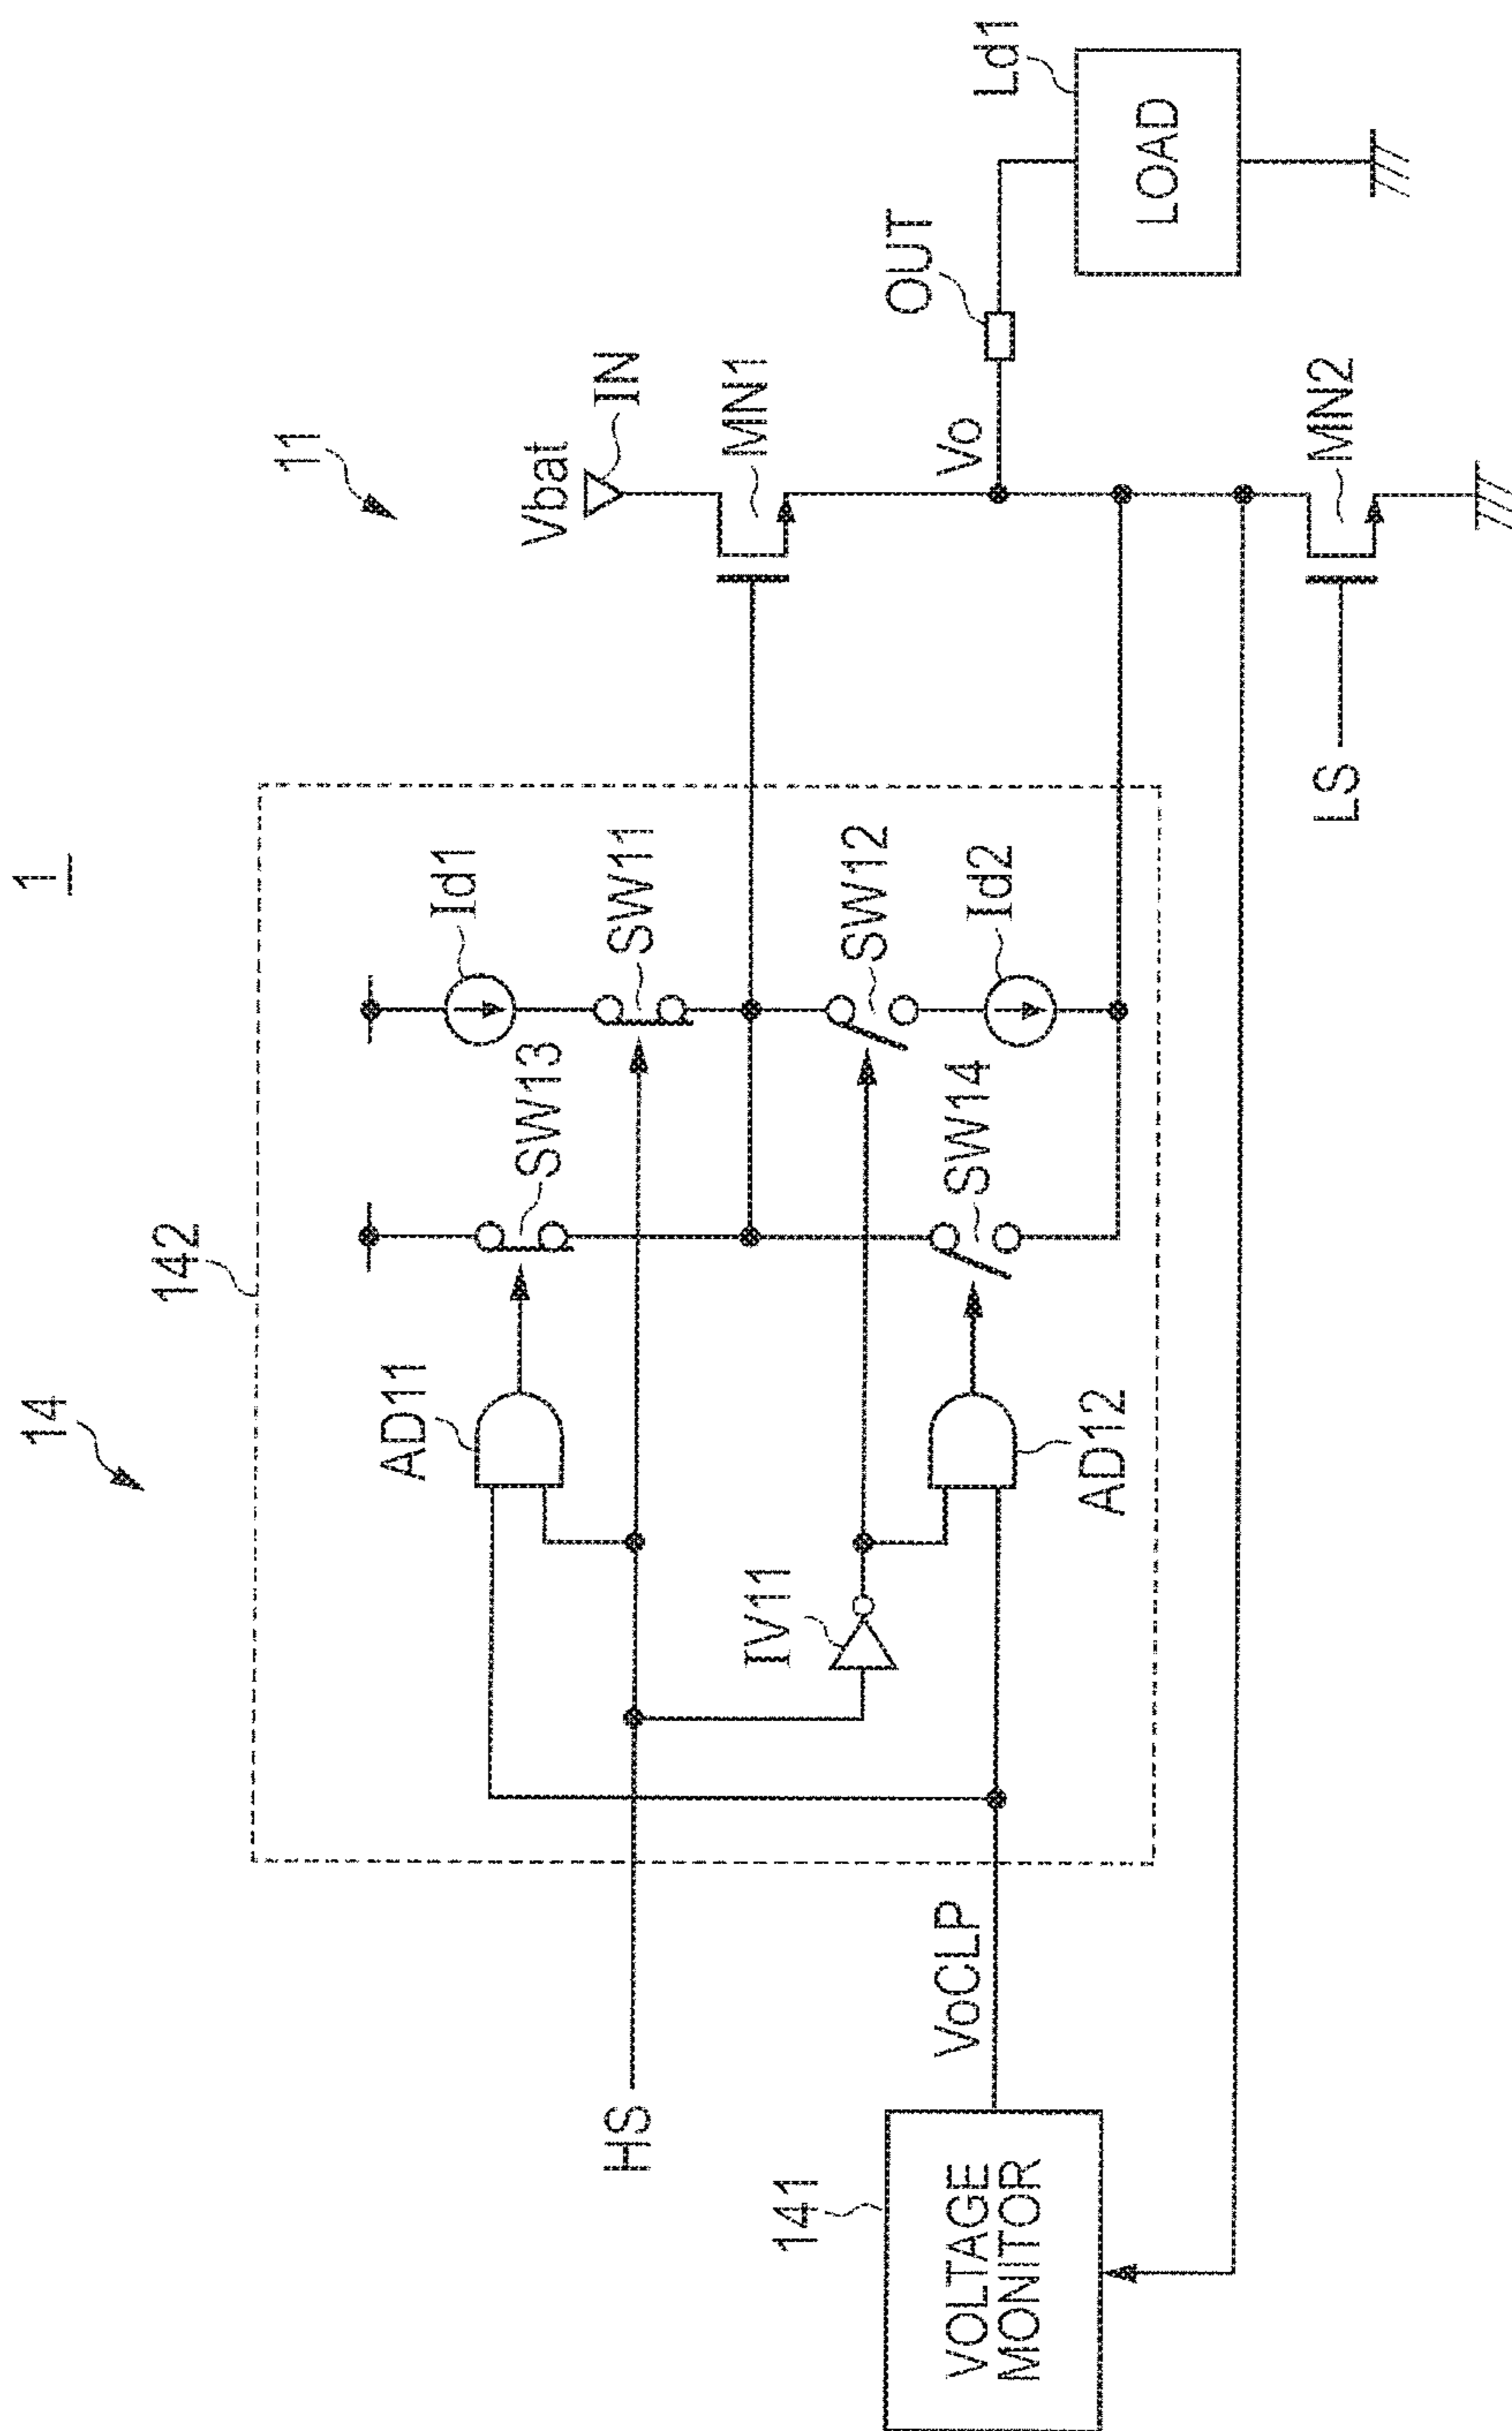 1
14
11
142
Vbat
IN
Id1
SW13
SW11
AD11
MN1
HS
Vo
OUT
Ld1
LOAD
IV11
SW12
SW14
Id2
AD12
141
VoCLP
VOLTAGE
MONITOR
LS
MN2